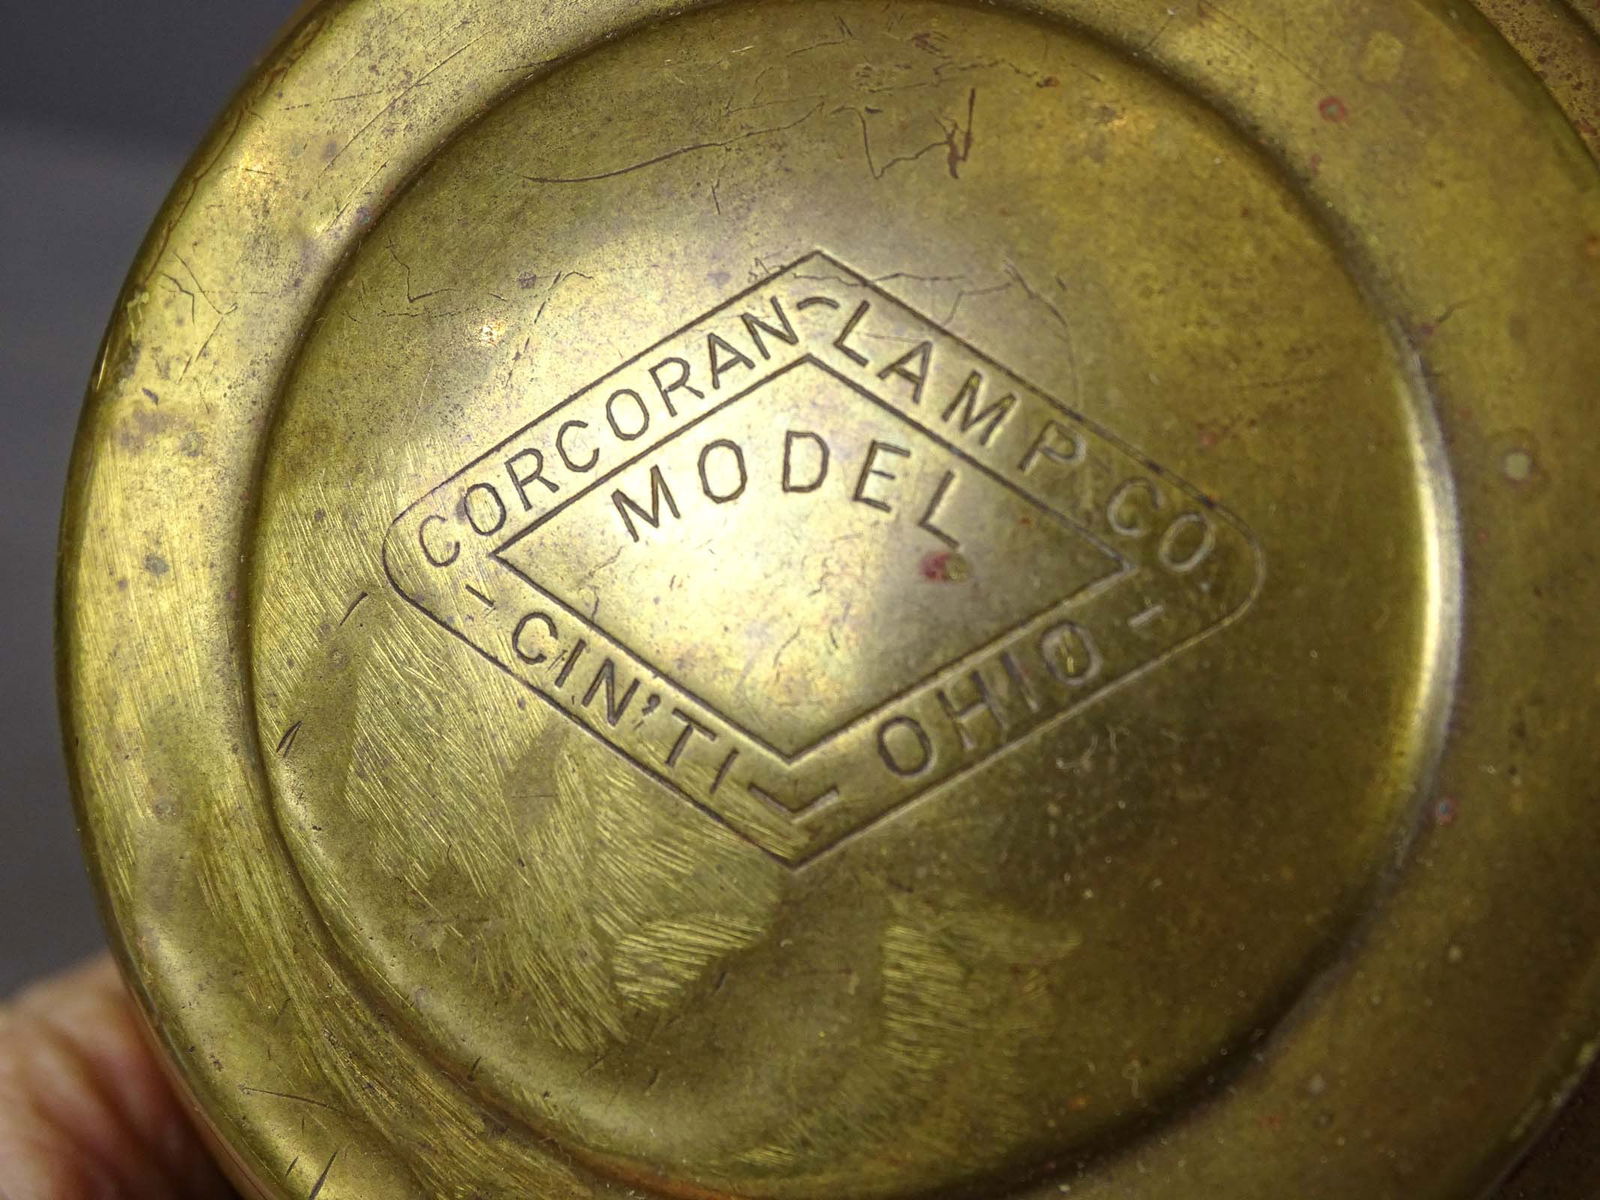 CORCORAN-LAMP CO.
MODEL
- CIN'TI - OHIO -